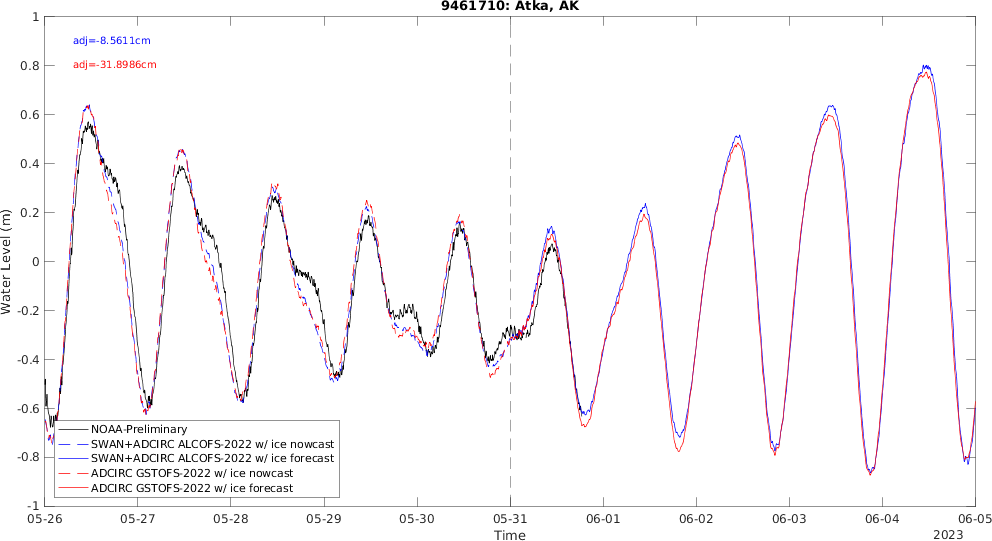 9461710: Atka, AK
adj=-8.5611cm
adj=-31.8986cm
Water Level (m)
1
0.8
0.6
0.4
0.2
0
-0.2
-0.4
-0.6
-0.8
-1
NOAA-Preliminary
SWAN+ADCIRC ALCOFS-2022 w/ ice nowcast
SWAN+ADCIRC ALCOFS-2022 w/ ice forecast
ADCIRC GSTOFS-2022 w/ ice nowcast
ADCIRC GSTOFS-2022 w/ ice forecast
05-26 05-27 05-28 05-29 05-30 05-31 06-01 06-02 06-03 06-04 06-05
Time
2023